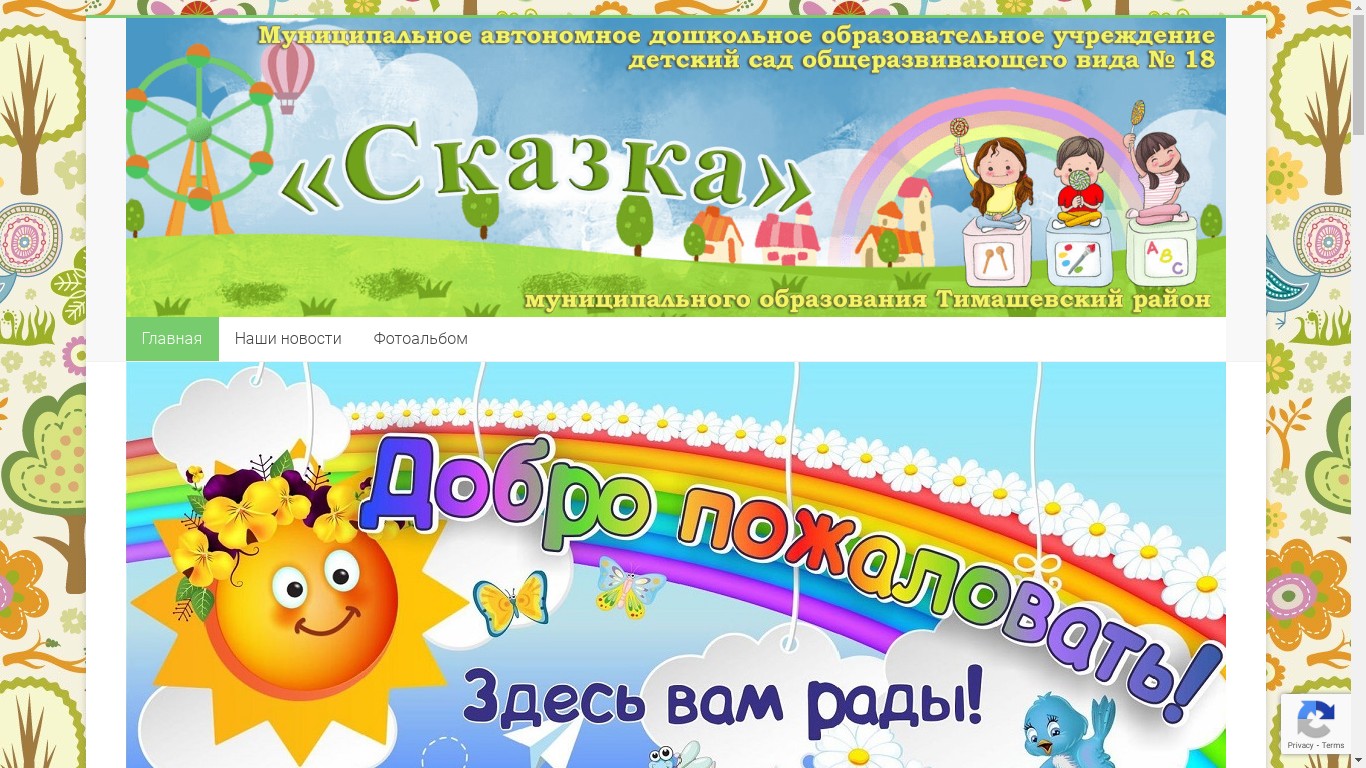 Муниципальное автономное дошкольное образовательное учреждение
детский сад общеразвивающего вида № 18
«Сказка»
муниципального образования Тимашевский район
Главная
Наши новости
Фотоальбом
Добро пожаловать!
Здесь вам рады!
A B C
Privacy - Terms